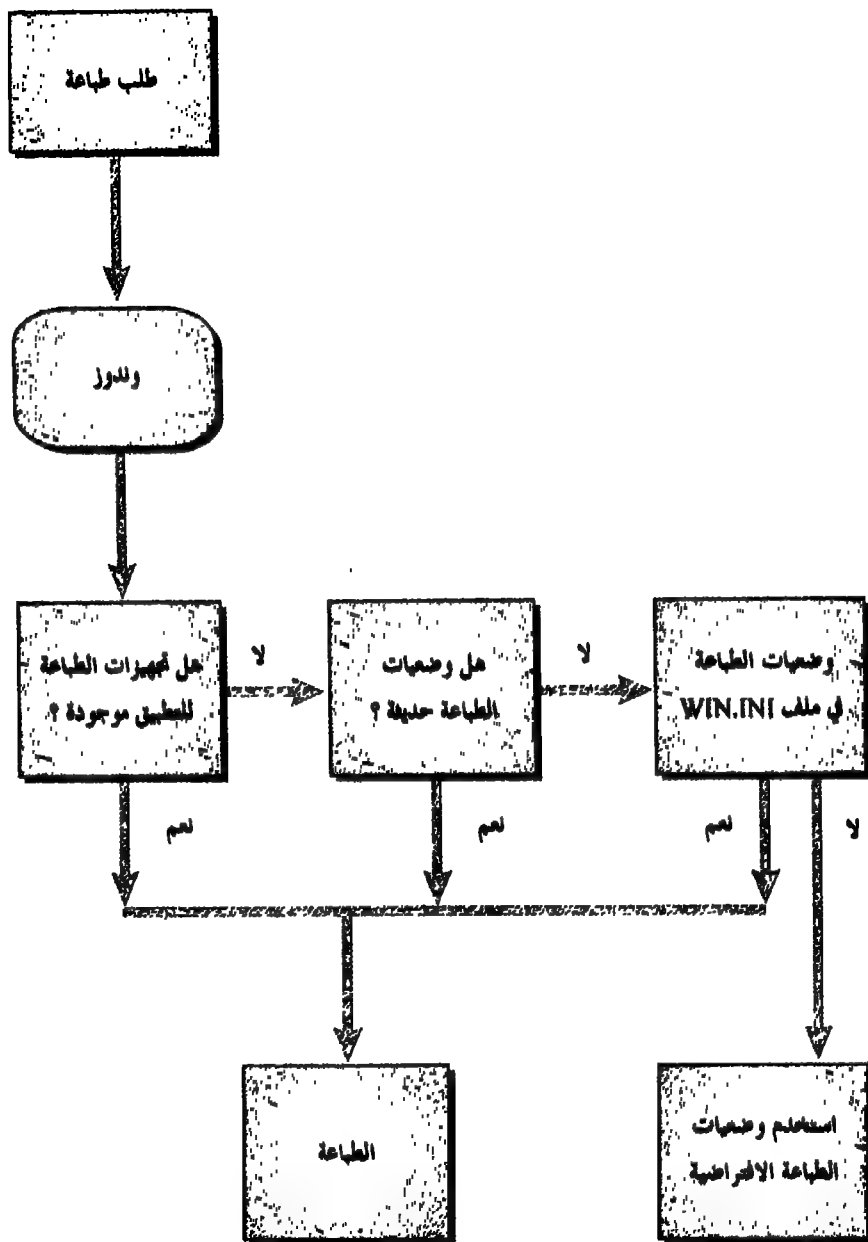 طلب طباعة
وندوز
هل تجهيزات الطباعة
للتطبيق موجودة ؟
لا
هل وضعيات
الطباعة حديثة ؟
لا
وضعيات الطباعة
في ملف WIN.INI
نعم
نعم
نعم
لا
الطباعة
استخدم وضعيات
الطباعة الافتراضية